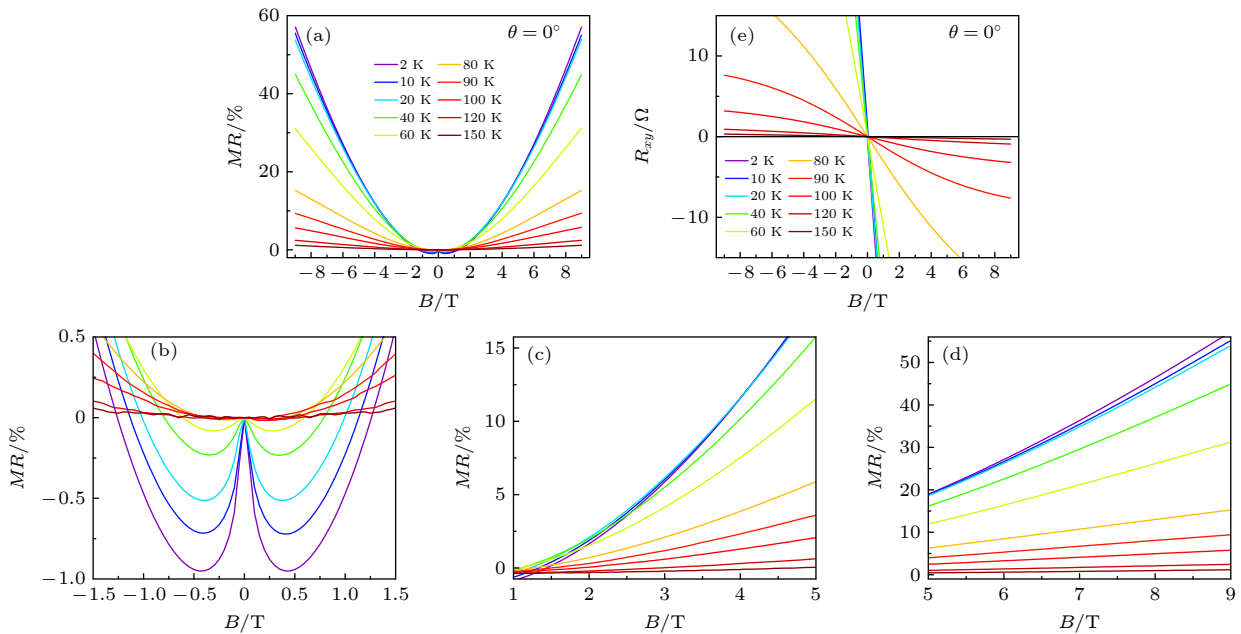 (a)
θ = 0°
60
50
40
30
20
10
0
MR/%
2 K
10 K
20 K
40 K
60 K
80 K
90 K
100 K
120 K
150 K
−8 −6 −4 −2 0 2 4 6 8
B/T
(e)
θ = 0°
10
0
−10
Rxy/Ω
2 K
10 K
20 K
40 K
60 K
80 K
90 K
100 K
120 K
150 K
−8 −6 −4 −2 0 2 4 6 8
B/T
(b)
0.5
0
−0.5
−1.0
MR/%
−1.5 −1.0 −0.5 0 0.5 1.0 1.5
B/T
(c)
15
10
5
0
MR/%
1 2 3 4 5
B/T
(d)
50
40
30
20
10
0
MR/%
5 6 7 8 9
B/T